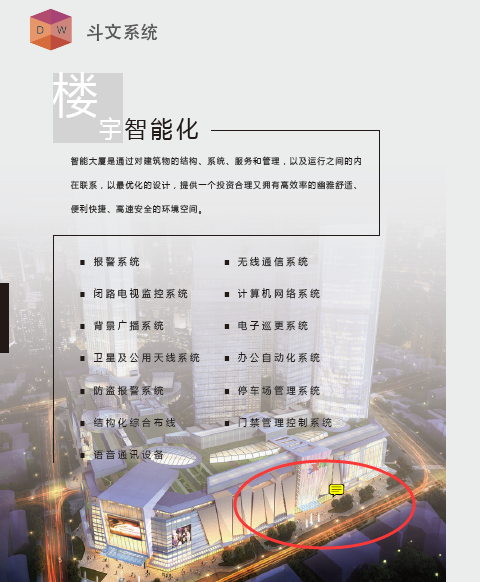 D W
斗文系统
楼
宇智能化
智能大厦是通过对建筑物的结构、系统、服务和管理，以及运行之间的内
在联系，以最优化的设计，提供一个投资合理又拥有高效率的幽雅舒适、
便利快捷、高速安全的环境空间。
■ 报警系统
■ 无线通信系统
■ 闭路电视监控系统
■ 计算机网络系统
■ 背景广播系统
■ 电子巡更系统
■ 卫星及公用天线系统
■ 办公自动化系统
■ 防盗报警系统
■ 停车场管理系统
■ 结构化综合布线
■ 门禁管理控制系统
■ 语音通讯设备